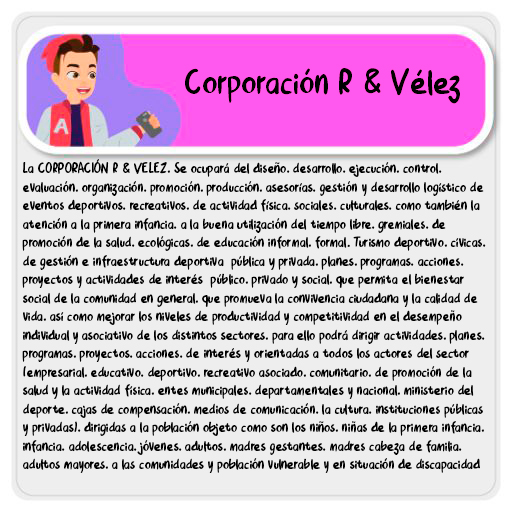 Corporación R & Vélez
A
La CORPORACIÓN R & VELEZ. Se ocupará del diseño. desarrollo. ejecución. control.
evaluación. organización. promoción. producción. asesorías. gestión y desarrollo logístico de
eventos deportivos. recreativos. de actividad física. sociales. culturales. como también la
atención a la primera infancia. a la buena utilización del tiempo libre. gremiales. de
promoción de la salud. ecológicas. de educación informal. formal. Turismo deportivo. cívicas.
de gestión e infraestructura deportiva pública y privada. planes. programas. acciones.
proyectos y actividades de interés público. privado y social. que permita el bienestar
social de la comunidad en general. que promueva la convivencia ciudadana y la calidad de
vida. así como mejorar los niveles de productividad y competitividad en el desempeño
individual y asociativo de los distintos sectores. para ello podrá dirigir actividades. planes.
programas. proyectos. acciones. de interés y orientadas a todos los actores del sector
(empresarial. educativo. deportivo. recreativo asociado. comunitario. de promoción de la
salud y la actividad física. entes municipales. departamentales y nacional. ministerio del
deporte. cajas de compensación. medios de comunicación. la cultura. instituciones públicas
y privadas). dirigidas a la población objeto como son los niños. niñas de la primera infancia.
infancia. adolescencia. jóvenes. adultos. madres gestantes. madres cabeza de familia.
adultos mayores. a las comunidades y población vulnerable y en situación de discapacidad